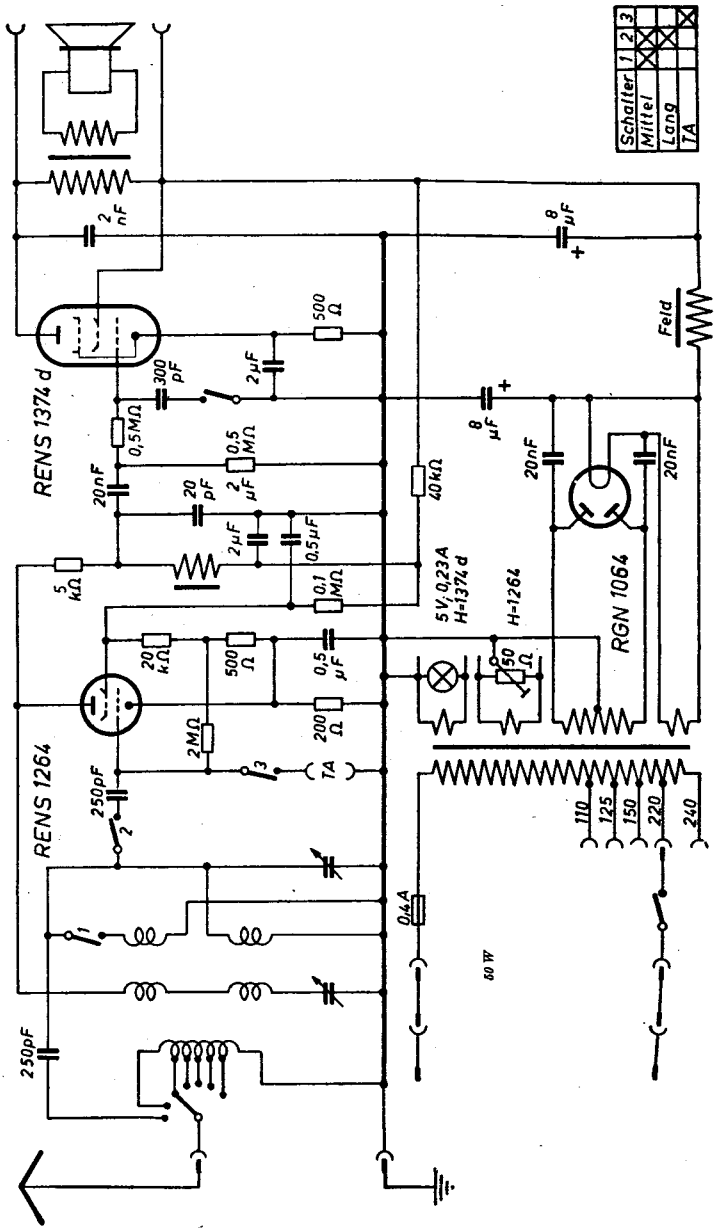 Schalter 1 2 3
Mittel
Lang
TA
2 nF
RENS 1374 d
300 pF
500 Ω
2 µF
8 µF
+
Feld
0,5 MΩ
0,5 MΩ
20 nF
20 pF
2 µF
2 µF
0,5 µF
5 kΩ
0,1 MΩ
40 kΩ
8 µF
+
20 nF
20 nF
RGN 1064
RENS 1264
20 kΩ
500 Ω
0,5 µF
200 Ω
2 MΩ
250 pF
2
3
TA
1
250 pF
5 V; 0,23 A
H=1374 d
H=1264
50 Ω
110
125
150
220
240
0,4 A
60 W